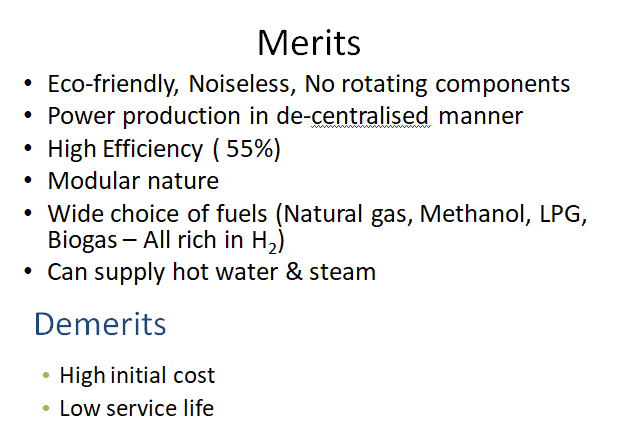 Merits
• Eco-friendly, Noiseless, No rotating components
• Power production in de-centralised manner
• High Efficiency ( 55%)
• Modular nature
• Wide choice of fuels (Natural gas, Methanol, LPG,
Biogas – All rich in H₂)
• Can supply hot water & steam
Demerits
• High initial cost
• Low service life